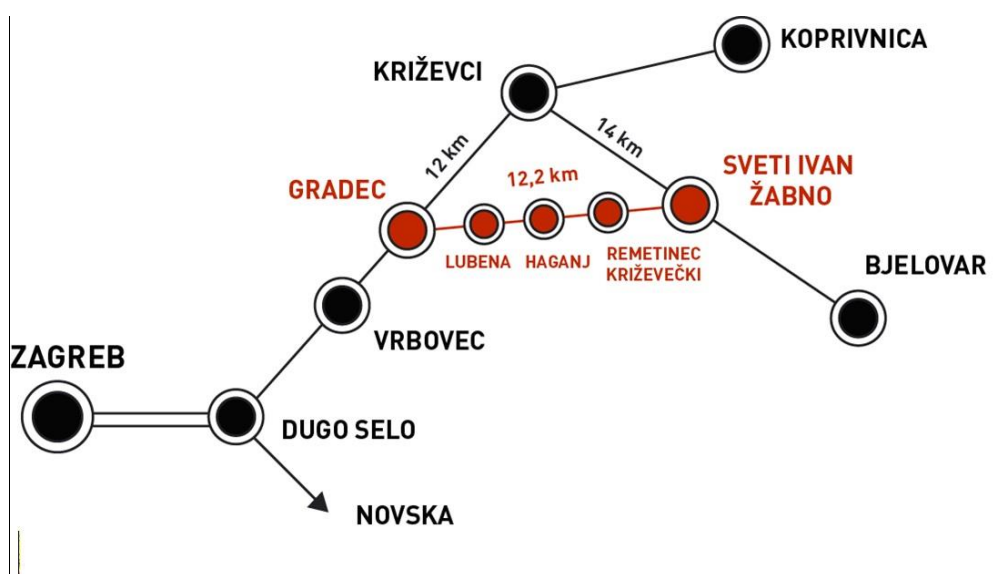 KOPRIVNICA
KRIŽEVCI
12 km
14 km
GRADEC
12,2 km
SVETI IVAN
ŽABNO
LUBENA
HAGANJ
REMETINEC
KRIŽEVEČKI
BJELOVAR
VRBOVEC
ZAGREB
DUGO SELO
NOVSKA